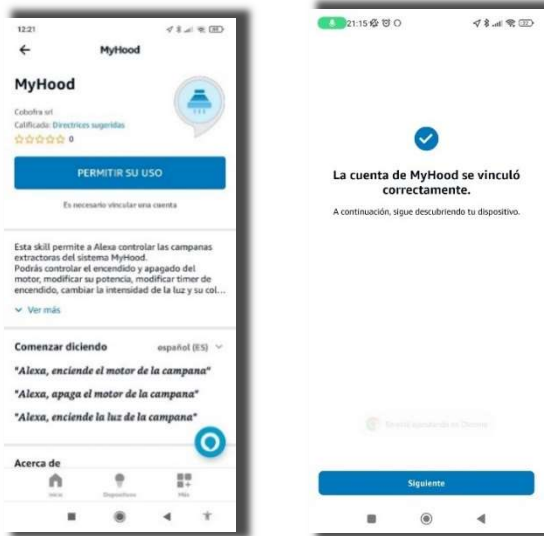 12:21
MyHood
MyHood
Cobofra srl
Calificada: Directrices sugeridas
0
PERMITIR SU USO
Es necesario vincular una cuenta
Esta skill permite a Alexa controlar las campanas
extractoras del sistema MyHood.
Podrás controlar el encendido y apagado del
motor, modificar su potencia, modificar timer de
encendido, cambiar la intensidad de la luz y su col...
Ver más
Comenzar diciendo español (ES)
"Alexa, enciende el motor de la campana"
"Alexa, apaga el motor de la campana"
"Alexa, enciende la luz de la campana"
Acerca de
Inicio Dispositivos Más
21:15
La cuenta de MyHood se vinculó
correctamente.
A continuación, sigue descubriendo tu dispositivo.
Siguiente